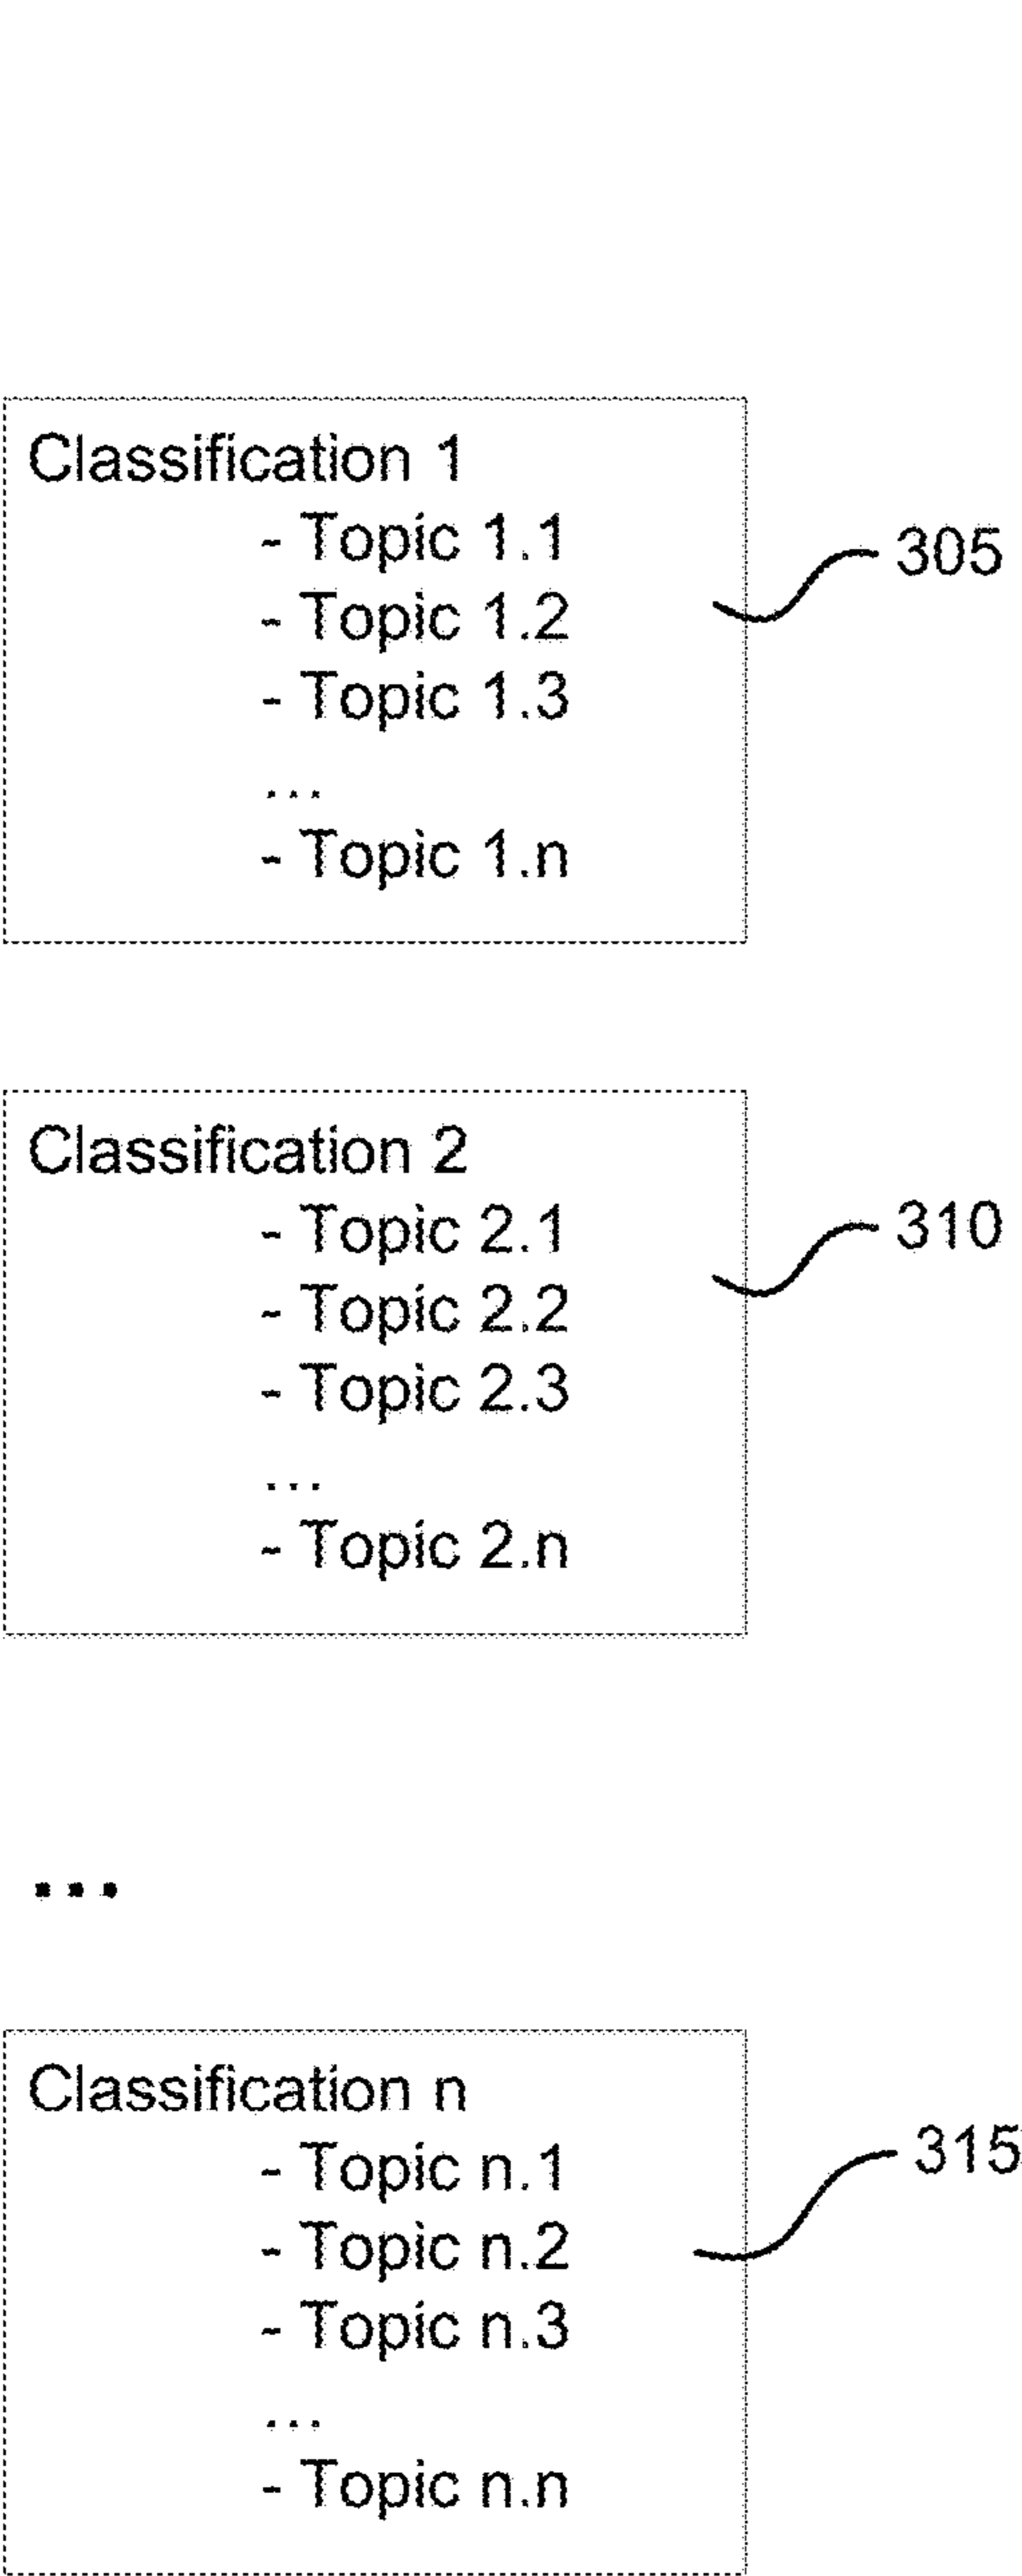 Classification 1
- Topic 1.1
305
- Topic 1.2
- Topic 1.3
...
- Topic 1.n
Classification 2
- Topic 2.1
310
- Topic 2.2
- Topic 2.3
...
- Topic 2.n
...
Classification n
- Topic n.1
315
- Topic n.2
- Topic n.3
...
- Topic n.n